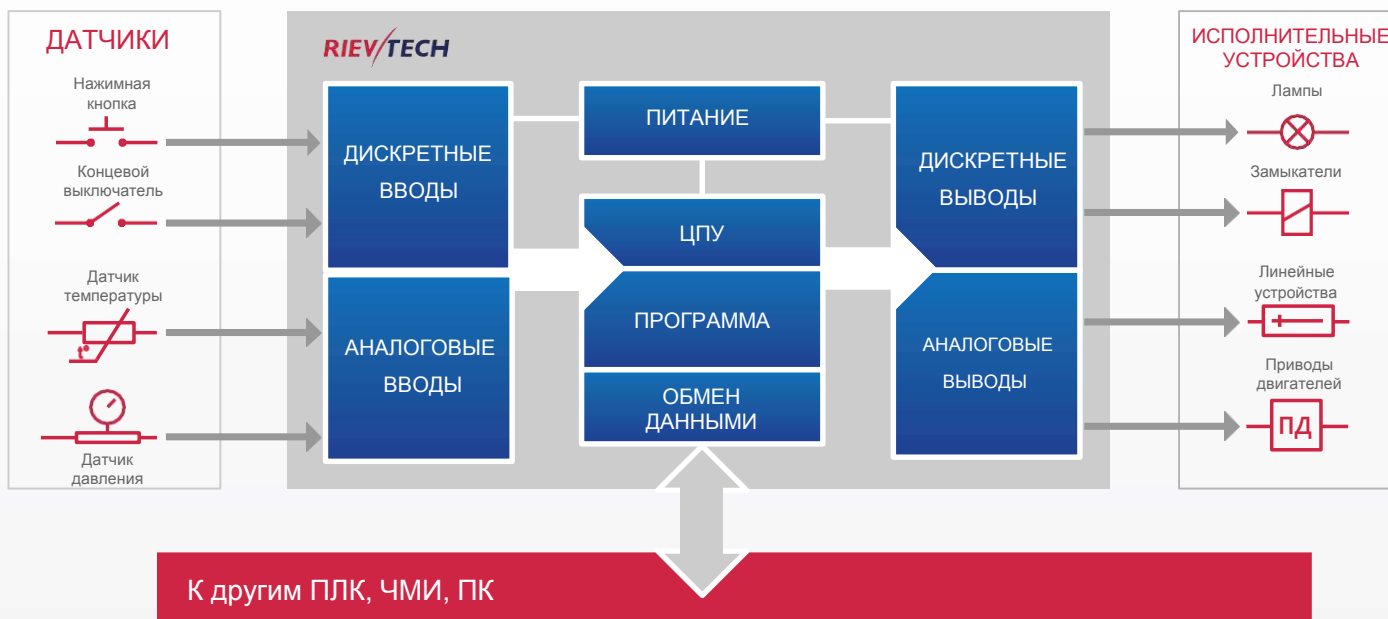 ДАТЧИКИ
Нажимная
кнопка
Концевой
выключатель
Датчик
температуры
t°
Датчик
давления
RIEV/TECH
ДИСКРЕТНЫЕ
ВВОДЫ
АНАЛОГОВЫЕ
ВВОДЫ
ПИТАНИЕ
ЦПУ
ПРОГРАММА
ОБМЕН
ДАННЫМИ
ДИСКРЕТНЫЕ
ВЫВОДЫ
АНАЛОГОВЫЕ
ВЫВОДЫ
ИСПОЛНИТЕЛЬНЫЕ
УСТРОЙСТВА
Лампы
Замыкатели
Линейные
устройства
Приводы
двигателей
ПД
К другим ПЛК, ЧМИ, ПК